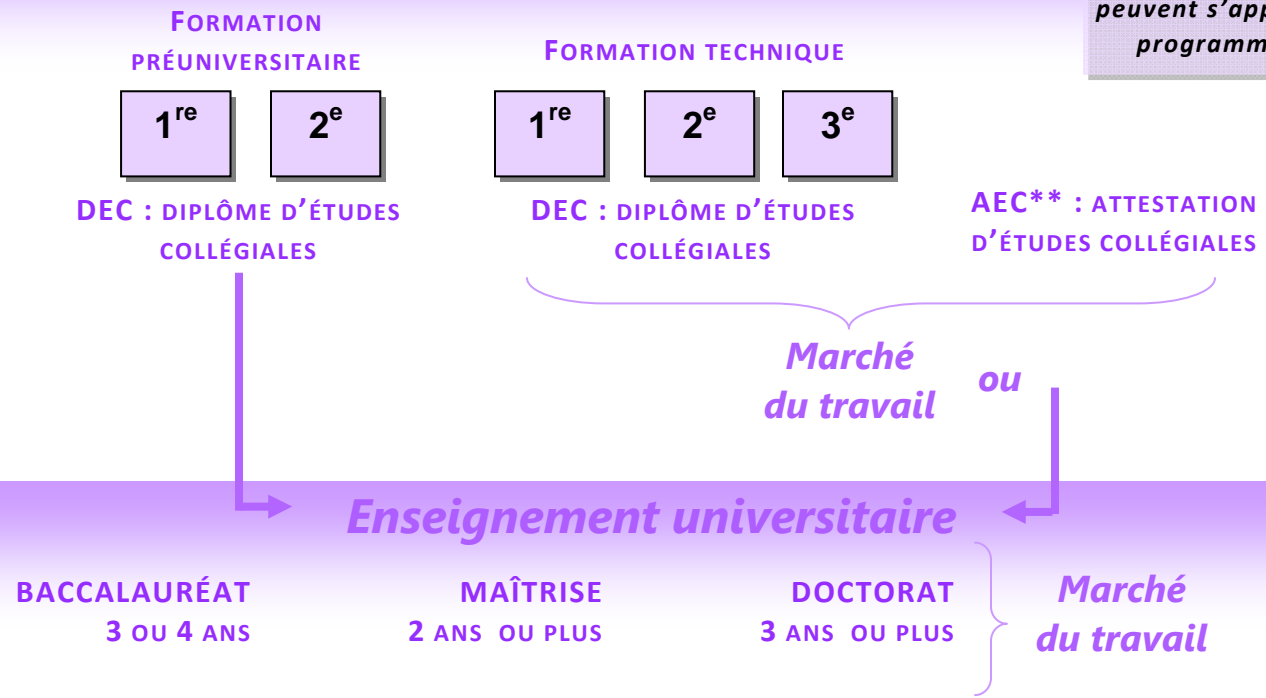 peuvent s'app
programm
FORMATION
PRÉUNIVERSITAIRE
FORMATION TECHNIQUE
1re
2e
1re
2e
3e
DEC : DIPLÔME D'ÉTUDES
COLLÉGIALES
DEC : DIPLÔME D'ÉTUDES
COLLÉGIALES
AEC** : ATTESTATION
D'ÉTUDES COLLÉGIALES
Marché
du travail
ou
Enseignement universitaire
BACCALAURÉAT
3 OU 4 ANS
MAÎTRISE
2 ANS OU PLUS
DOCTORAT
3 ANS OU PLUS
Marché
du travail